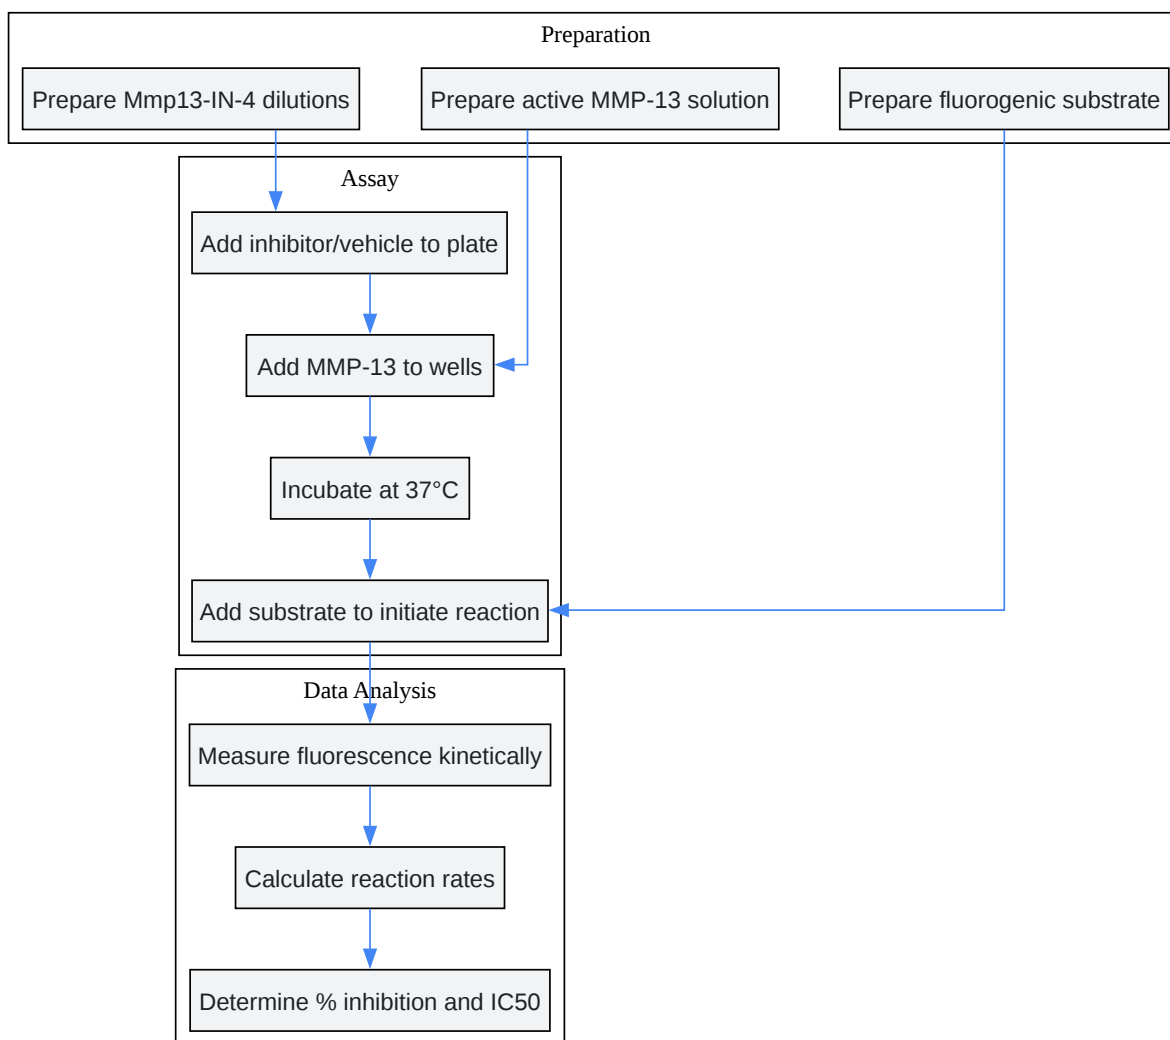 Preparation
Prepare Mmp13-IN-4 dilutions
Prepare active MMP-13 solution
Prepare fluorogenic substrate
Assay
Add inhibitor/vehicle to plate
Add MMP-13 to wells
Incubate at 37°C
Add substrate to initiate reaction
Data Analysis
Measure fluorescence kinetically
Calculate reaction rates
Determine % inhibition and IC50